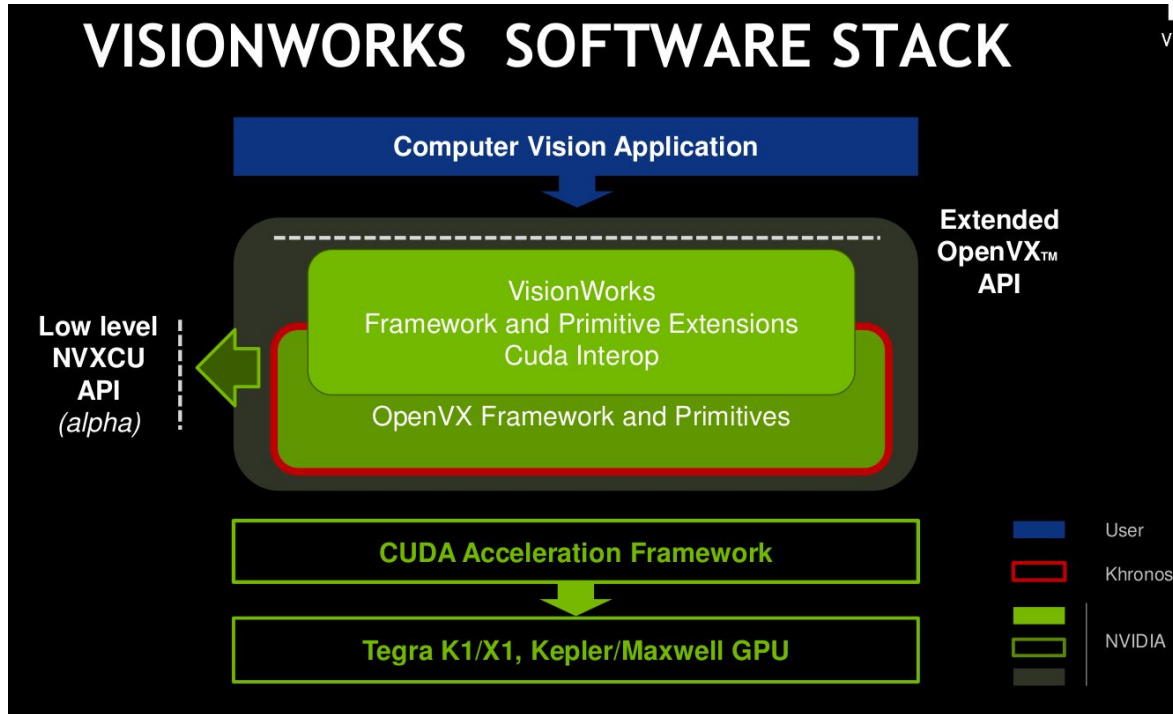 VISIONWORKS SOFTWARE STACK
Computer Vision Application
Extended
OpenVX™
API
VisionWorks
Framework and Primitive Extensions
Cuda Interop
Low level
NVXCU
API
(alpha)
OpenVX Framework and Primitives
CUDA Acceleration Framework
Tegra K1/X1, Kepler/Maxwell GPU
User
Khronos
NVIDIA